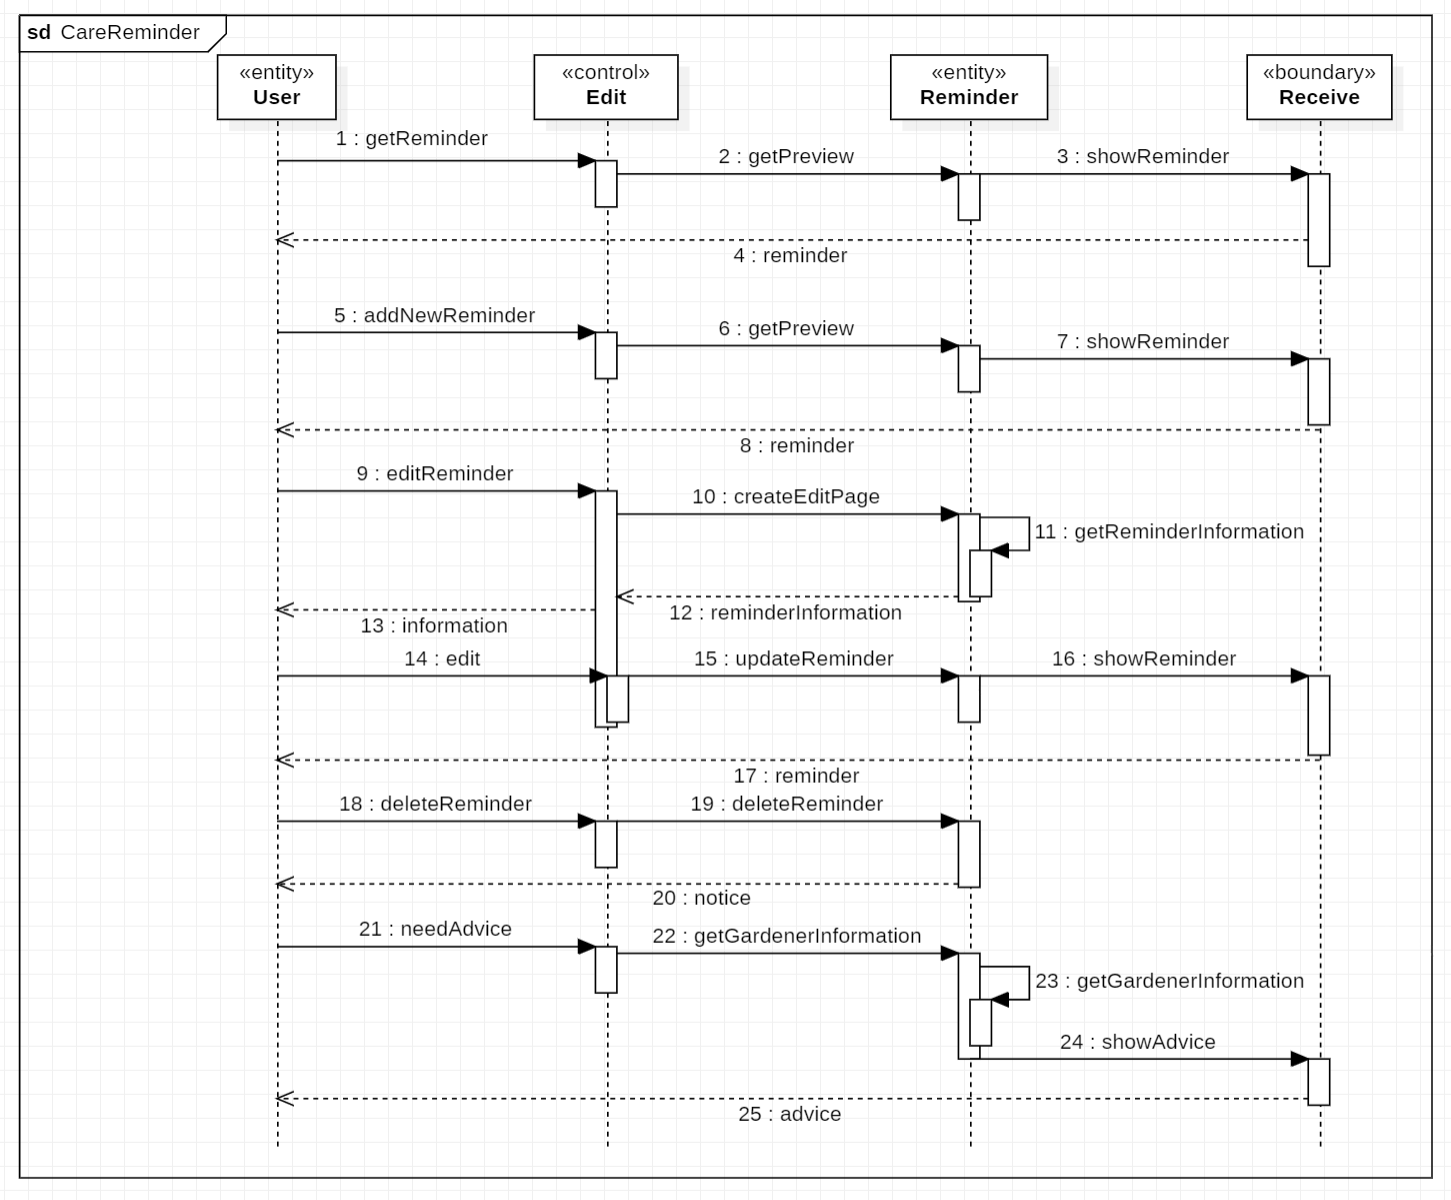 sd CareReminder
«entity»
User
«control»
Edit
«entity»
Reminder
«boundary»
Receive
1 : getReminder
2 : getPreview
3 : showReminder
4 : reminder
5 : addNewReminder
6 : getPreview
7 : showReminder
8 : reminder
9 : editReminder
10 : createEditPage
11 : getReminderInformation
12 : reminderInformation
13 : information
14 : edit
15 : updateReminder
16 : showReminder
17 : reminder
18 : deleteReminder
19 : deleteReminder
20 : notice
21 : needAdvice
22 : getGardenerInformation
23 : getGardenerInformation
24 : showAdvice
25 : advice